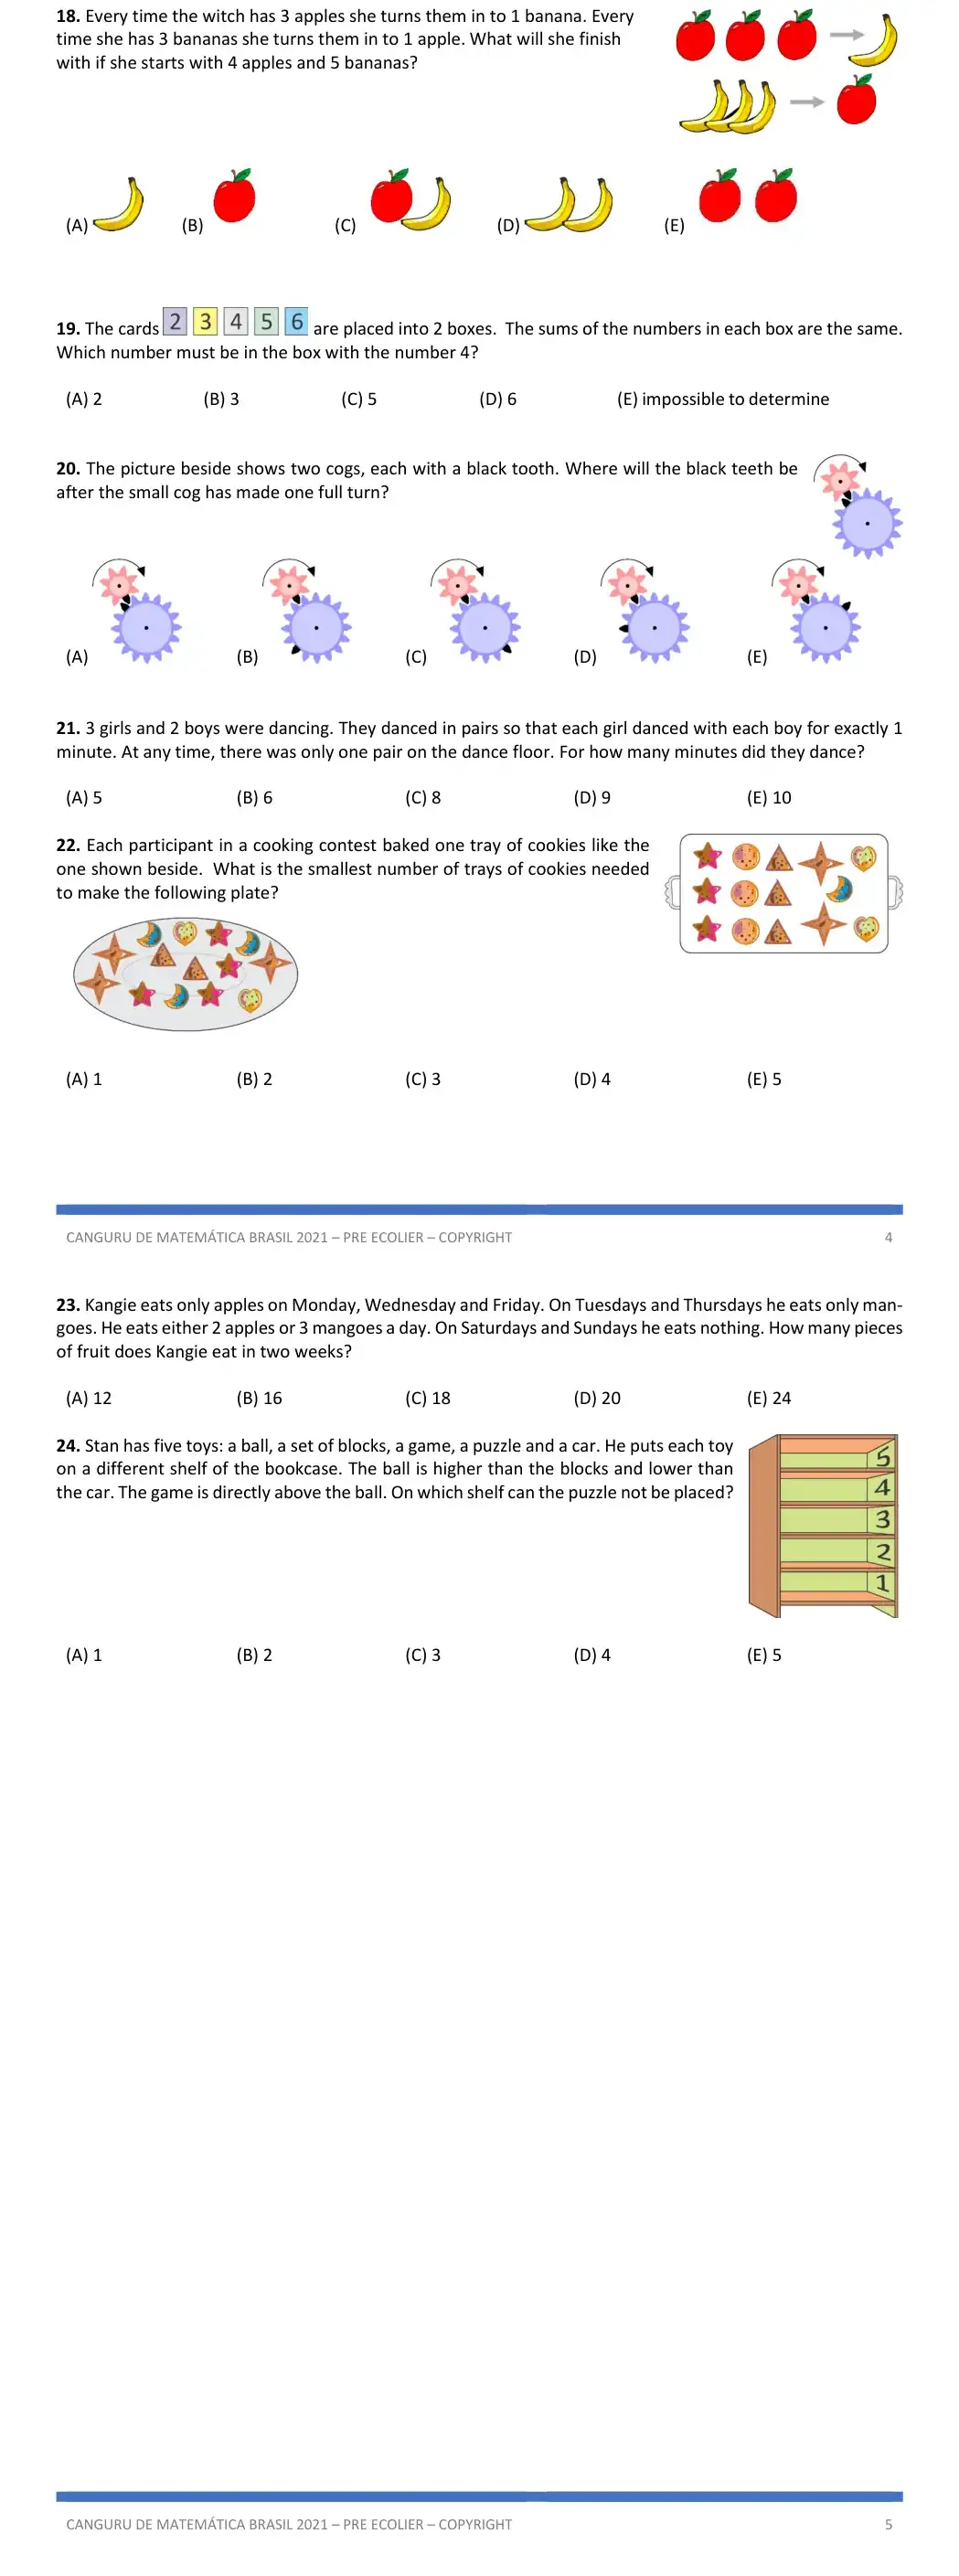 18. Every time the witch has 3 apples she turns them in to 1 banana. Every
time she has 3 bananas she turns them in to 1 apple. What will she finish
with if she starts with 4 apples and 5 bananas?
(A) (B) (C) (D) (E)
19. The cards 2 3 4 5 6 are placed into 2 boxes. The sums of the numbers in each box are the same.
Which number must be in the box with the number 4?
(A) 2 (B) 3 (C) 5 (D) 6 (E) impossible to determine
20. The picture beside shows two cogs, each with a black tooth. Where will the black teeth be
after the small cog has made one full turn?
(A) (B) (C) (D) (E)
21. 3 girls and 2 boys were dancing. They danced in pairs so that each girl danced with each boy for exactly 1
minute. At any time, there was only one pair on the dance floor. For how many minutes did they dance?
(A) 5 (B) 6 (C) 8 (D) 9 (E) 10
22. Each participant in a cooking contest baked one tray of cookies like the
one shown beside. What is the smallest number of trays of cookies needed
to make the following plate?
(A) 1 (B) 2 (C) 3 (D) 4 (E) 5
CANGURU DE MATEMÁTICA BRASIL 2021 – PRE ECOLIER – COPYRIGHT 4
23. Kangie eats only apples on Monday, Wednesday and Friday. On Tuesdays and Thursdays he eats only man-
goes. He eats either 2 apples or 3 mangoes a day. On Saturdays and Sundays he eats nothing. How many pieces
of fruit does Kangie eat in two weeks?
(A) 12 (B) 16 (C) 18 (D) 20 (E) 24
24. Stan has five toys: a ball, a set of blocks, a game, a puzzle and a car. He puts each toy
on a different shelf of the bookcase. The ball is higher than the blocks and lower than
the car. The game is directly above the ball. On which shelf can the puzzle not be placed?
5
4
3
2
1
(A) 1 (B) 2 (C) 3 (D) 4 (E) 5
CANGURU DE MATEMÁTICA BRASIL 2021 – PRE ECOLIER – COPYRIGHT 5